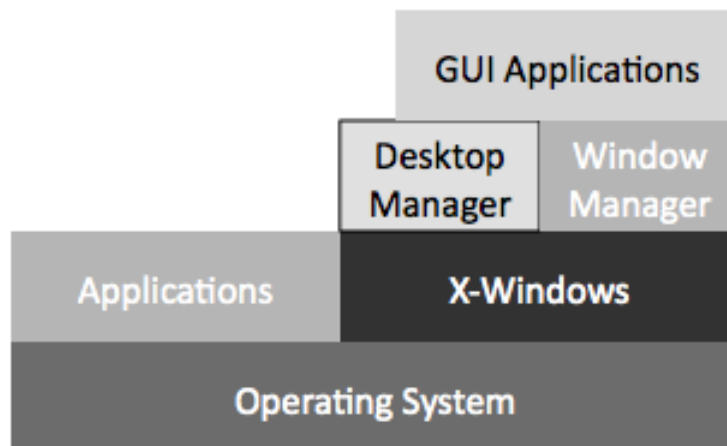 GUI Applications
Desktop
Manager
Window
Manager
Applications
X-Windows
Operating System